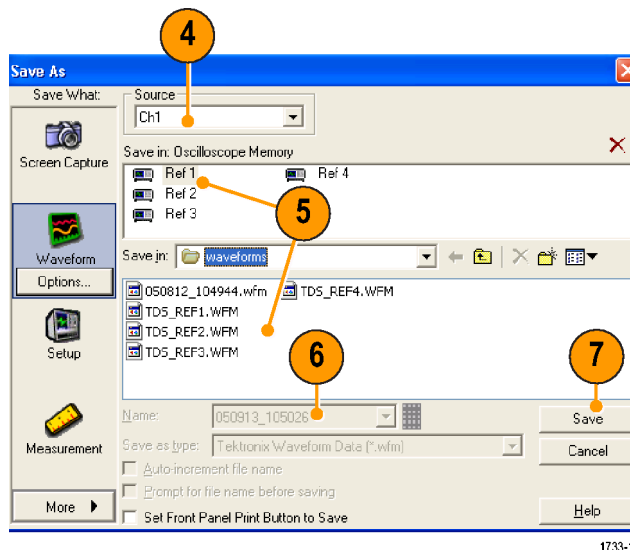 4
Save As
Save What:
Source
Ch1
Screen Capture
Save in: Oscilloscope Memory
Ref 1
Ref 4
Ref 2
Ref 3
5
Waveform
Options...
Save in:
waveforms
050812_104944.wfm
TDS_REF4.WFM
TDS_REF1.WFM
TDS_REF2.WFM
TDS_REF3.WFM
Setup
6
7
Name:
050913_105026
Save
Measurement
Save as type:
Tektronix Waveform Data (*.wfm)
Cancel
Auto-increment file name
Prompt for file name before saving
More
Set Front Panel Print Button to Save
Help